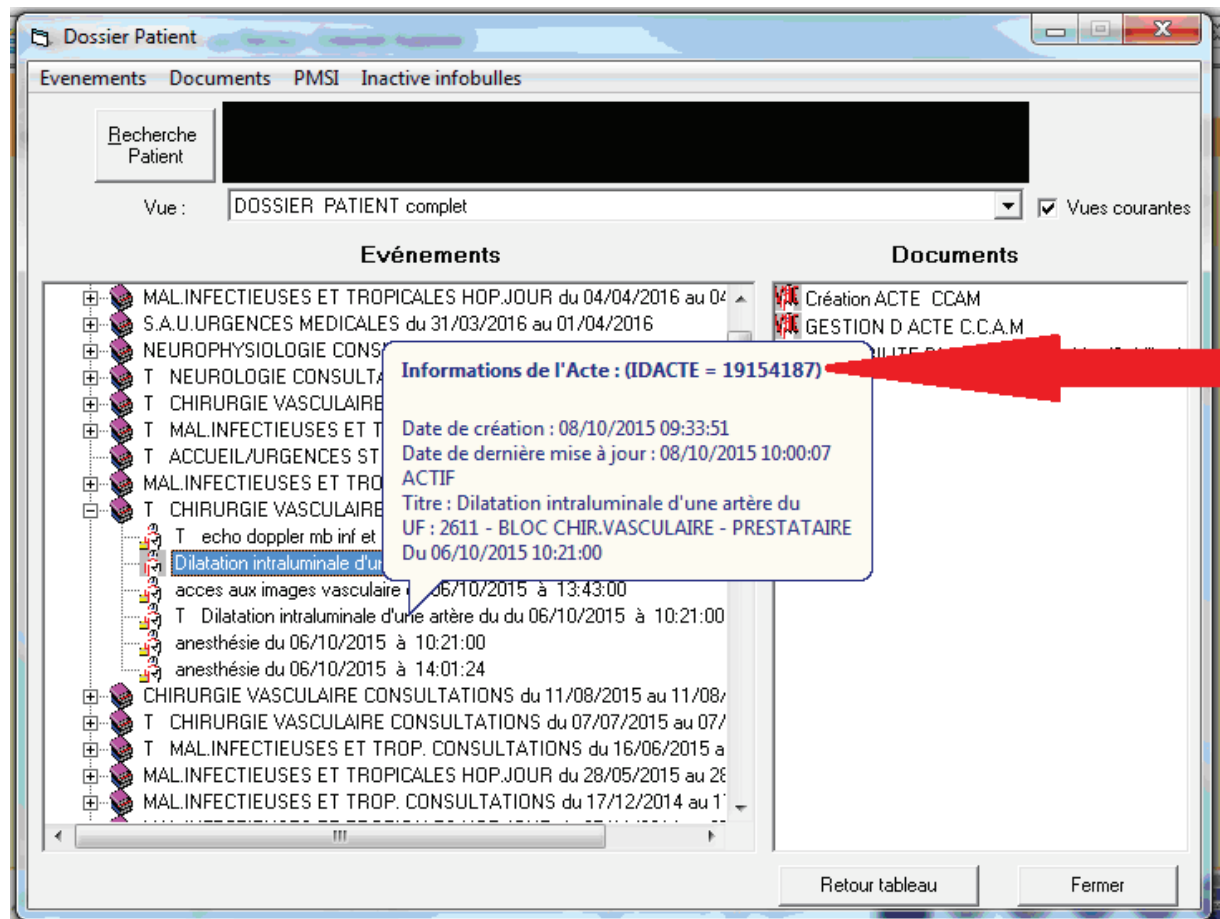 Dossier Patient
Evenements Documents PMSI Inactive infobulles
Recherche
Patient
Vue : DOSSIER PATIENT complet Vues courantes
Evénements
MAL.INFECTIEUSES ET TROPICALES HOP.JOUR du 04/04/2016 au
S.A.U.URGENCES MEDICALES du 31/03/2016 au 01/04/2016
NEUROPHYSIOLOGIE
T NEUROLOGIE
T CHIRURGIE VASCULAIRE
T MAL.INFECTIEUSES ET
T ACCUEIL/URGENCES
MAL.INFECTIEUSES ET
T CHIRURGIE VASCULAIRE
T echo doppler mb inf et
Dilatation intraluminale
acces aux images vasculaire 06/10/2015 à 13:43:00
T Dilatation intraluminale d'une artère du du 06/10/2015 à 10:21:00
anesthésie du 06/10/2015 à 10:21:00
anesthésie du 06/10/2015 à 14:01:24
CHIRURGIE VASCULAIRE CONSULTATIONS du 11/08/2015 au 11/08/
T CHIRURGIE VASCULAIRE CONSULTATIONS du 07/07/2015 au 07/
T MAL.INFECTIEUSES ET TROP. CONSULTATIONS du 16/06/2015 a
MAL.INFECTIEUSES ET TROPICALES HOP.JOUR du 28/05/2015 au 28
MAL.INFECTIEUSES ET TROP. CONSULTATIONS du 17/12/2014 au
Informations de l'Acte : (IDACTE = 19154187)
Date de création : 08/10/2015 09:33:51
Date de dernière mise à jour : 08/10/2015 10:00:07
ACTIF
Titre : Dilatation intraluminale d'une artère du
UF : 2611 - BLOC CHIR.VASCULAIRE - PRESTATAIRE
Du 06/10/2015 10:21:00
Documents
Création ACTE CCAM
GESTION D ACTE C.C.A.M
Retour tableau
Fermer